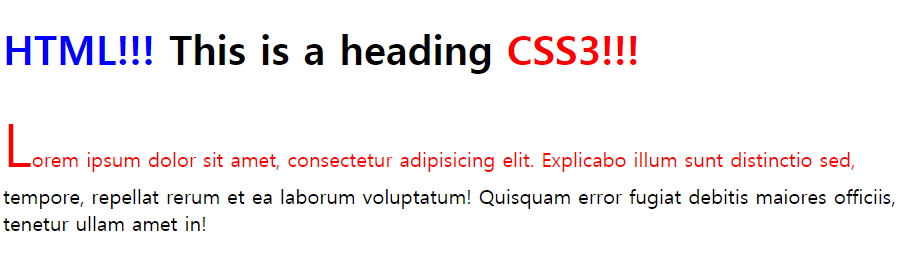 HTML!!! This is a heading CSS3!!!
Lorem ipsum dolor sit amet, consectetur adipisicing elit. Explicabo illum sunt distinctio sed,
tempore, repellat rerum et ea laborum voluptatum! Quisquam error fugiat debitis maiores officiis,
tenetur ullam amet in!